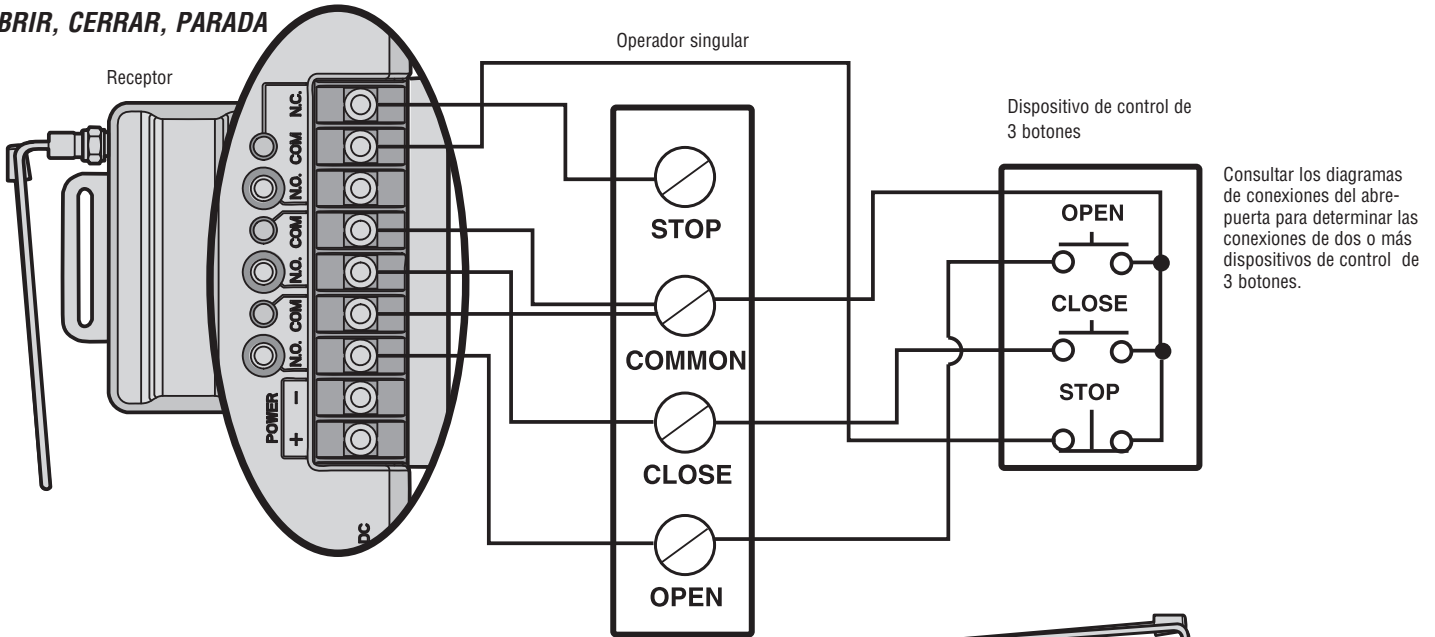 BRIR, CERRAR, PARADA
Receptor
Operador singular
N.C.
COM
N.O.
COM
N.O.
COM
N.O.
POWER
-
+
DC
STOP
COMMON
CLOSE
OPEN
Dispositivo de control de
3 botones
OPEN
CLOSE
STOP
Consultar los diagramas
de conexiones del abre-
puerta para determinar las
conexiones de dos o más
dispositivos de control de
3 botones.